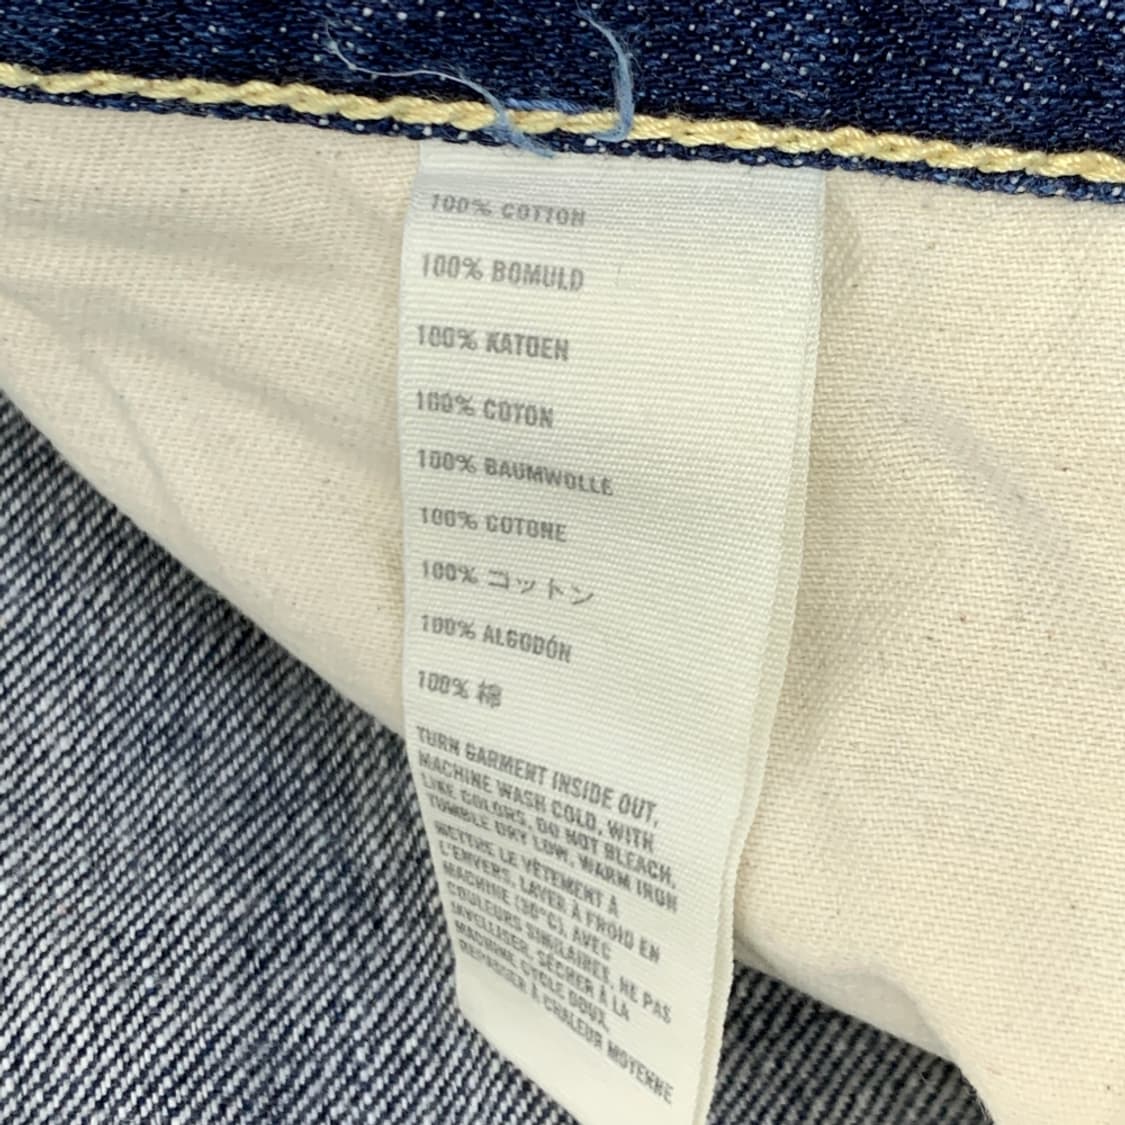 100% COTTON
100% BOMULD
100% KATOEN
100% COTON
100% BAUMWOLLE
100% COTONE
100% コットン
100% ALGODÓN
100% 棉
TURN GARMENT INSIDE OUT,
MACHINE WASH COLD, WITH
LIKE COLORS, DO NOT BLEACH,
TUMBLE DRY LOW, WARM IRON
METTRE LE VÊTEMENT À
L'ENVERS, LAVER À FROID EN
MACHINE (30°C), AVEC
COULEURS SIMILAIRES, NE PAS
JAVELLISER, SÉCHER À LA
MACHINE CYCLE DOUX,
REPASSER À CHALEUR MOYENNE